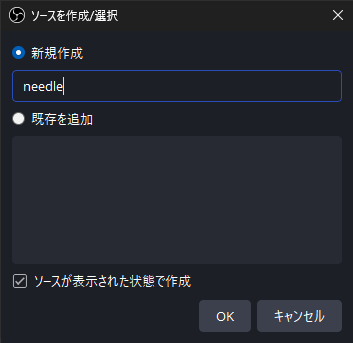 ソースを作成/選択
新規作成
needle
既存を追加
ソースが表示された状態で作成
OK
キャンセル